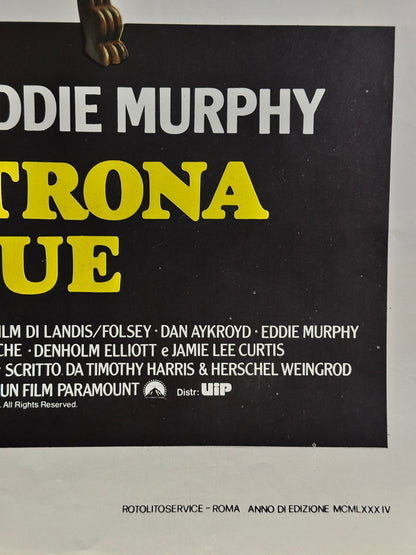 DDIE MURPHY
TRONA
UE
ILM DI LANDIS/FOLSEY · DAN AYKROYD · EDDIE MURPHY
CHE · DENHOLM ELLIOTT e JAMIE LEE CURTIS
SCRITTO DA TIMOTHY HARRIS & HERSCHEL WEINGROD
UN FILM PARAMOUNT Distr: UIP
. All Rights Reserved.
ROTOLITOSERVICE – ROMA ANNO DI EDIZIONE MCMLXXXIV